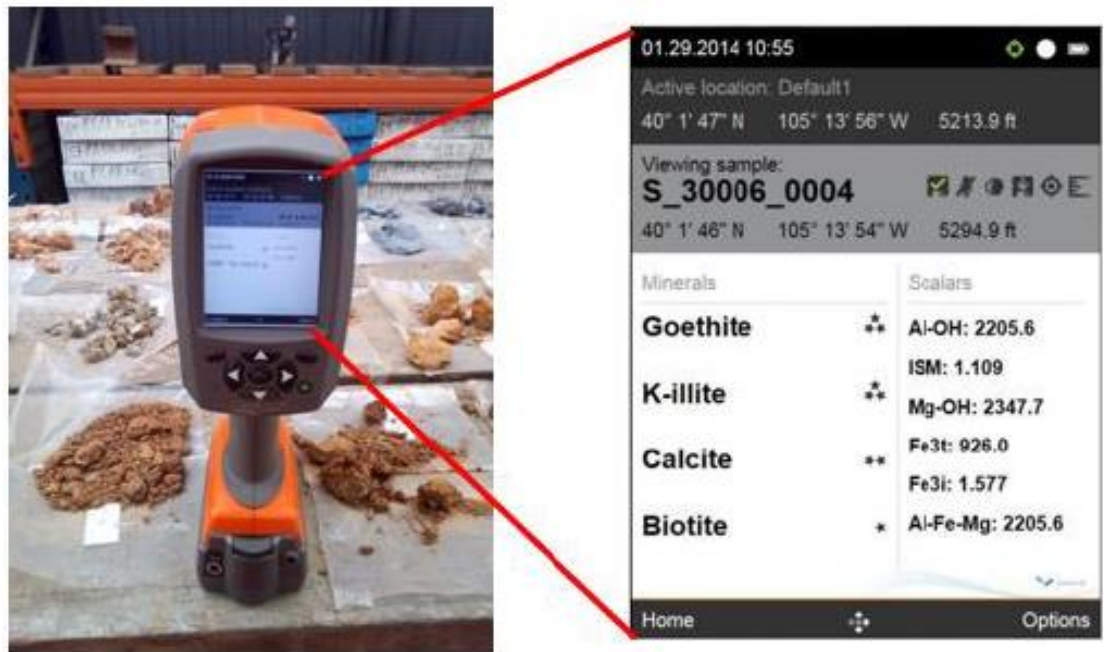 01.29.2014 10:55
Active location: Default1
40° 1' 47" N 105° 13' 56" W 5213.9 ft
Viewing sample:
S_30006_0004
40° 1' 46" N 105° 13' 54" W 5294.9 ft
Minerals
Goethite
K-illite
Calcite
Biotite
Scalars
Al-OH: 2205.6
ISM: 1.109
Mg-OH: 2347.7
Fe3t: 926.0
Fe3i: 1.577
Al-Fe-Mg: 2205.6
Home Options